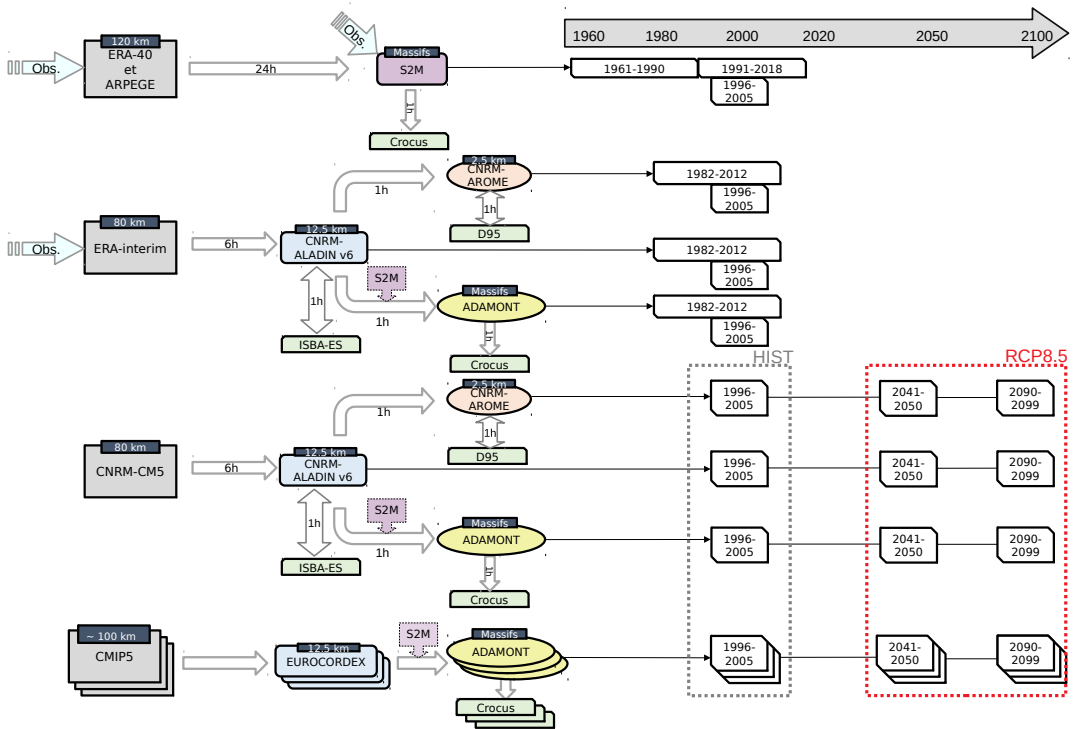 1960 1980 2000 2020 2050 2100
120 km
Obs.
ERA-40
et
ARPEGE
24h
Obs.
Massifs
S2M
1h
Crocus
1961-1990
1991-2018
1996-
2005
80 km
Obs.
ERA-interim
6h
12.5 km
CNRM-
ALADIN v6
1h
ISBA-ES
1h
2.5 km
CNRM-
AROME
1h
D95
1982-2012
1996-
2005
1982-2012
1996-
2005
S2M
1h
Massifs
ADAMONT
1h
Crocus
1982-2012
1996-
2005
HIST
RCP8.5
80 km
CNRM-CM5
6h
12.5 km
CNRM-
ALADIN v6
1h
ISBA-ES
1h
2.5 km
CNRM-
AROME
1h
D95
1996-
2005
2041-
2050
2090-
2099
1996-
2005
2041-
2050
2090-
2099
S2M
1h
Massifs
ADAMONT
1h
Crocus
1996-
2005
2041-
2050
2090-
2099
~ 100 km
CMIP5
12.5 km
EUROCORDEX
S2M
Massifs
ADAMONT
Crocus
1996-
2005
2041-
2050
2090-
2099